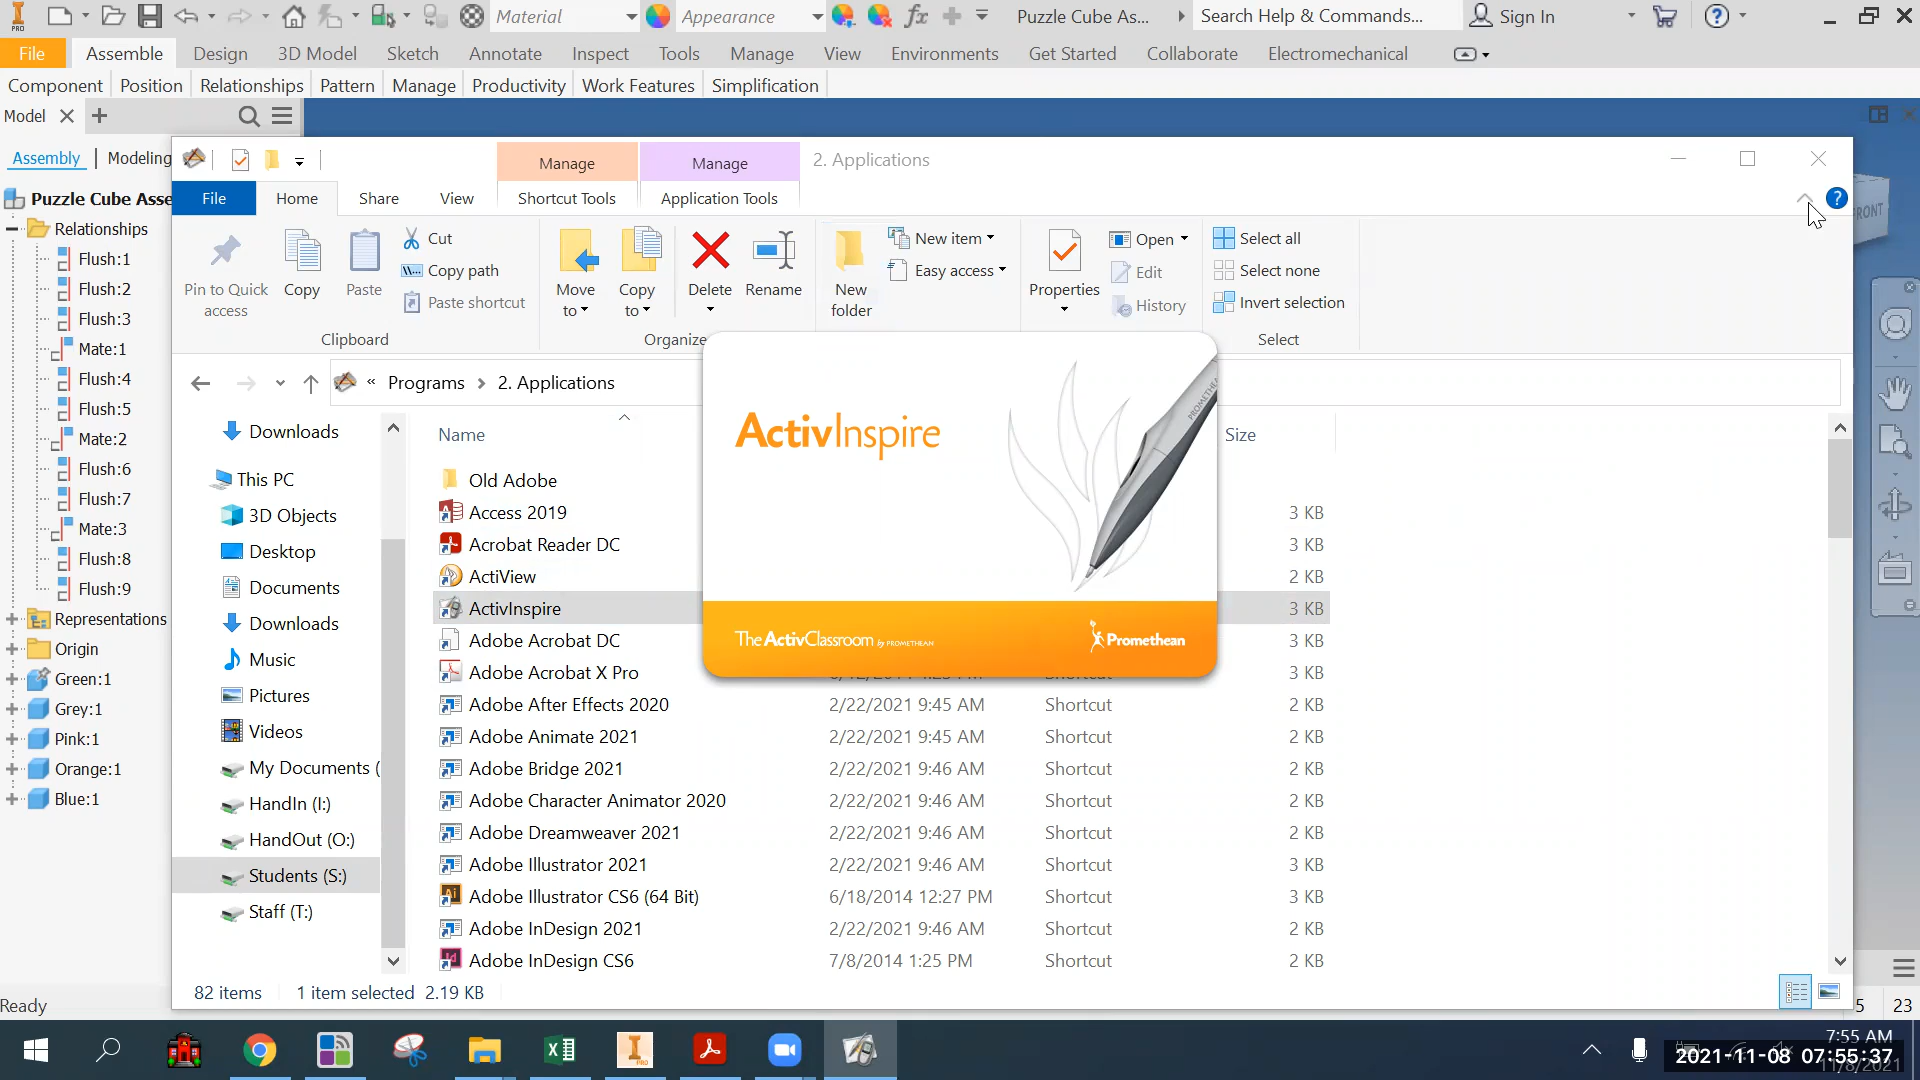 PRO
Material
Appearance
Puzzle Cube As...
Search Help & Commands...
Sign In
File
Assemble
Design
3D Model
Sketch
Annotate
Inspect
Tools
Manage
View
Environments
Get Started
Collaborate
Electromechanical
Component
Position
Relationships
Pattern
Manage
Productivity
Work Features
Simplification
Model
Assembly
Modeling
Manage
Manage
2. Applications
Puzzle Cube Asse
File
Home
Share
View
Shortcut Tools
Application Tools
RONT
Relationships
Flush:1
Flush:2
Flush:3
Mate:1
Flush:4
Flush:5
Mate:2
Flush:6
Flush:7
Mate:3
Flush:8
Flush:9
Representations
Origin
Green:1
Grey:1
Pink:1
Orange:1
Blue:1
Pin to Quick
access
Copy
Paste
Cut
Copy path
Paste shortcut
Clipboard
Move
to
Copy
to
Delete
Rename
Organize
New
folder
New item
Easy access
Properties
Open
Edit
History
Select all
Select none
Invert selection
Select
« Programs > 2. Applications
Downloads
This PC
3D Objects
Desktop
Documents
Downloads
Music
Pictures
Videos
My Documents (
HandIn (I:)
HandOut (O:)
Students (S:)
Staff (T:)
Name
Size
Old Adobe
Access 2019 3 KB
Acrobat Reader DC 3 KB
ActiView 2 KB
ActivInspire 3 KB
Adobe Acrobat DC 3 KB
Adobe Acrobat X Pro 3 KB
Adobe After Effects 2020 2/22/2021 9:45 AM Shortcut 2 KB
Adobe Animate 2021 2/22/2021 9:45 AM Shortcut 2 KB
Adobe Bridge 2021 2/22/2021 9:46 AM Shortcut 2 KB
Adobe Character Animator 2020 2/22/2021 9:46 AM Shortcut 2 KB
Adobe Dreamweaver 2021 2/22/2021 9:46 AM Shortcut 2 KB
Adobe Illustrator 2021 2/22/2021 9:46 AM Shortcut 3 KB
Adobe Illustrator CS6 (64 Bit) 6/18/2014 12:27 PM Shortcut 3 KB
Adobe InDesign 2021 2/22/2021 9:46 AM Shortcut 2 KB
Adobe InDesign CS6 7/8/2014 1:25 PM Shortcut 2 KB
ActivInspire
PROMETHEA
The ActivClassroom by PROMETHEAN
Promethean
82 items
1 item selected 2.19 KB
Ready
5
23
7:55 AM
2021-11-08 07:55:37
11/8/2021